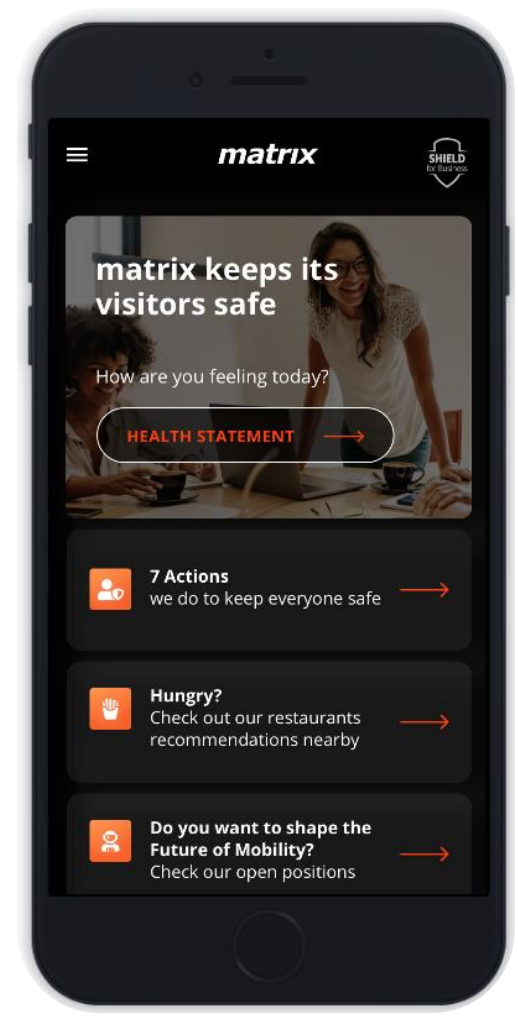 matrix
SHIELD
for Business
matrix keeps its
visitors safe
How are you feeling today?
HEALTH STATEMENT
7 Actions
we do to keep everyone safe
Hungry?
Check out our restaurants
recommendations nearby
Do you want to shape the
Future of Mobility?
Check our open positions